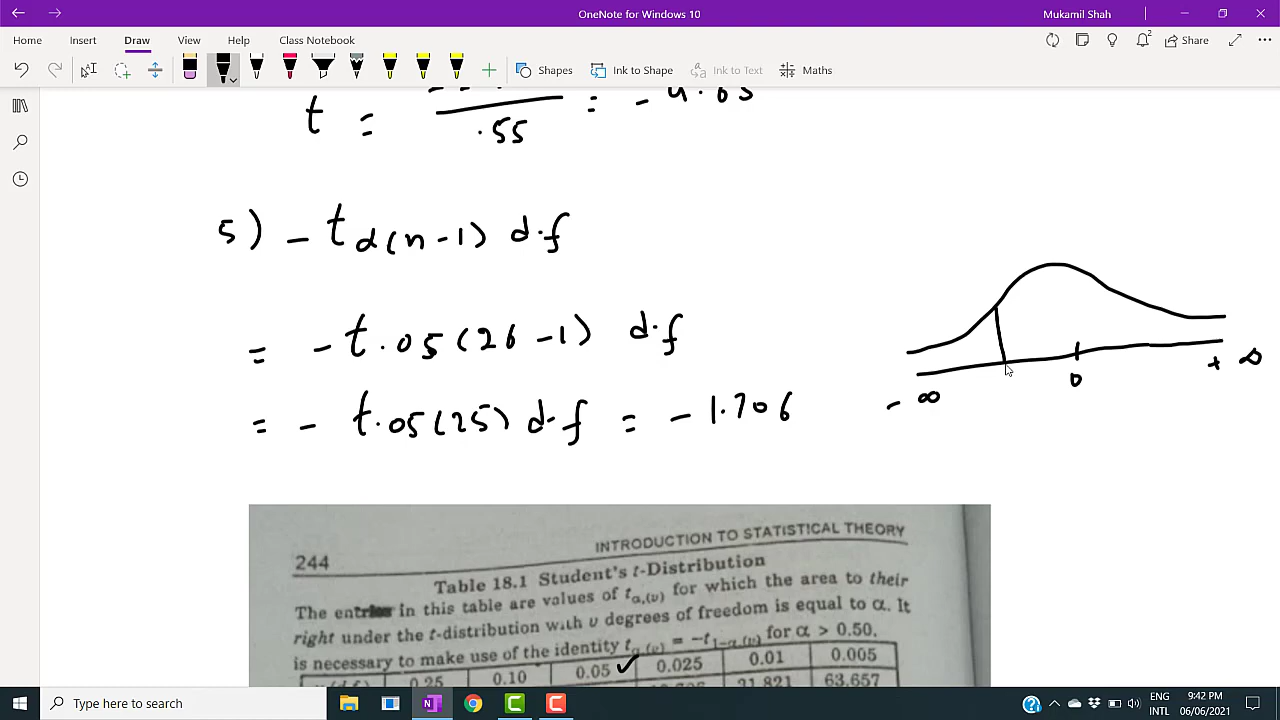 OneNote for Windows 10
Mukamil Shah
Home Insert Draw View Help Class Notebook
Share
Shapes Ink to Shape Ink to Text Maths
t = .55 =
5) - tα(n-1) d.f
= - t.05(26-1) d.f
= - t.05(25) d.f = - 1.706
- ∞ 0 + ∞
244 INTRODUCTION TO STATISTICAL THEORY
Table 18.1 Student's t-Distribution
The entries in this table are values of tα,(υ) for which the area to their
right under the t-distribution with υ degrees of freedom is equal to α. It
is necessary to make use of the identity tα,(υ) = -t1-α,(υ) for α > 0.50.
0.25 0.10 0.05 ✓ 0.025 0.01 0.005
63.657
Type here to search
ENG 9:42 PM
INTL 06/06/2021